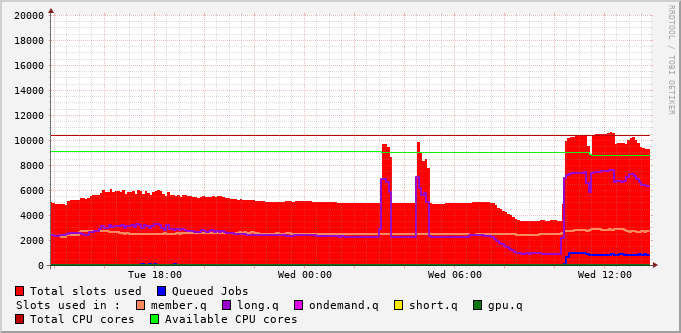 RRDTOOL / TOBI OETIKER
20000
18000
16000
14000
12000
10000
8000
6000
4000
2000
0
Tue 18:00 Wed 00:00 Wed 06:00 Wed 12:00
Total slots used Queued Jobs
Slots used in : member.q long.q ondemand.q short.q gpu.q
Total CPU cores Available CPU cores